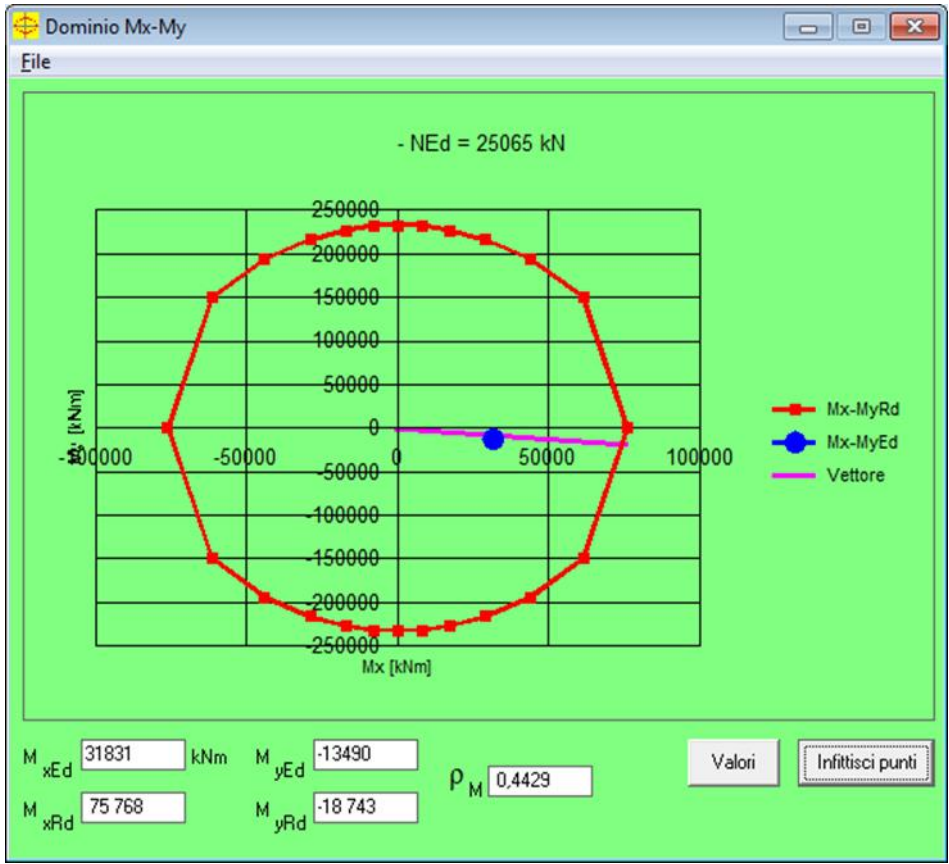 Dominio Mx-My
File
- NEd = 25065 kN
250000
200000
150000
100000
50000
0
-50000
-100000
-150000
-200000
-250000
-100000 -50000 0 50000 100000
[kNm]
Mx [kNm]
Mx-MyRd
Mx-MyEd
Vettore
M xEd 31831 kNm M yEd -13490
M xRd 75 768 M yRd -18 743
ρ M 0,4429
Valori Infittisci punti